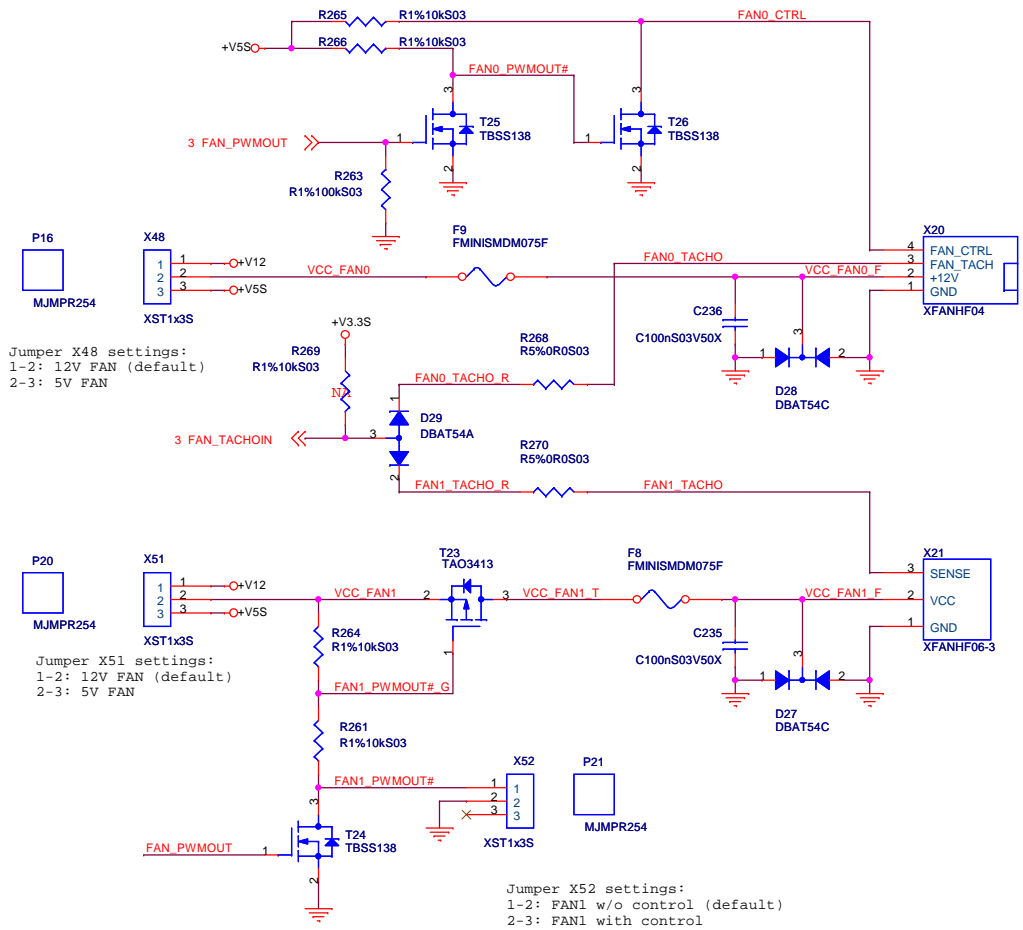 R265 R1%10kS03 FAN0_CTRL
+V5S R266 R1%10kS03
FAN0_PWMOUT#
3 3
T25 T26
TBSS138 TBSS138
3 FAN_PWMOUT 1 1
2 2
R263
R1%100kS03
P16 X48 F9 X20
FMINISMDM075F
4 FAN_CTRL
1 1 +V12 FAN0_TACHO 3 FAN_TACH
2 2 VCC_FAN0 VCC_FAN0_F 2 +12V
3 3 +V5S 1 GND
MJMPR254 XST1x3S XFANHF04
C236
C100nS03V50X
3
1 2
D28
DBAT54C
Jumper X48 settings:
1-2: 12V FAN (default)
2-3: 5V FAN
+V3.3S
R269
R1%10kS03
NA
R268
R5%0R0S03
FAN0_TACHO_R
1
D29
DBAT54A
3 FAN_TACHOIN 3
2
R270
R5%0R0S03
FAN1_TACHO_R FAN1_TACHO
P20 X51 T23 F8 X21
TAO3413 FMINISMDM075F
3 SENSE
1 1 +V12
2 2 VCC_FAN1 2 3 VCC_FAN1_T VCC_FAN1_F 2 VCC
3 3 +V5S 1 GND
MJMPR254 XST1x3S XFANHF06-3
1
C235
C100nS03V50X
3
1 2
D27
DBAT54C
Jumper X51 settings:
1-2: 12V FAN (default)
2-3: 5V FAN
R264
R1%10kS03
FAN1_PWMOUT#_G
R261
R1%10kS03
X52 P21
FAN1_PWMOUT# 1 1
2 2
3 3
XST1x3S MJMPR254
3
T24
TBSS138
FAN_PWMOUT 1
2
Jumper X52 settings:
1-2: FAN1 w/o control (default)
2-3: FAN1 with control